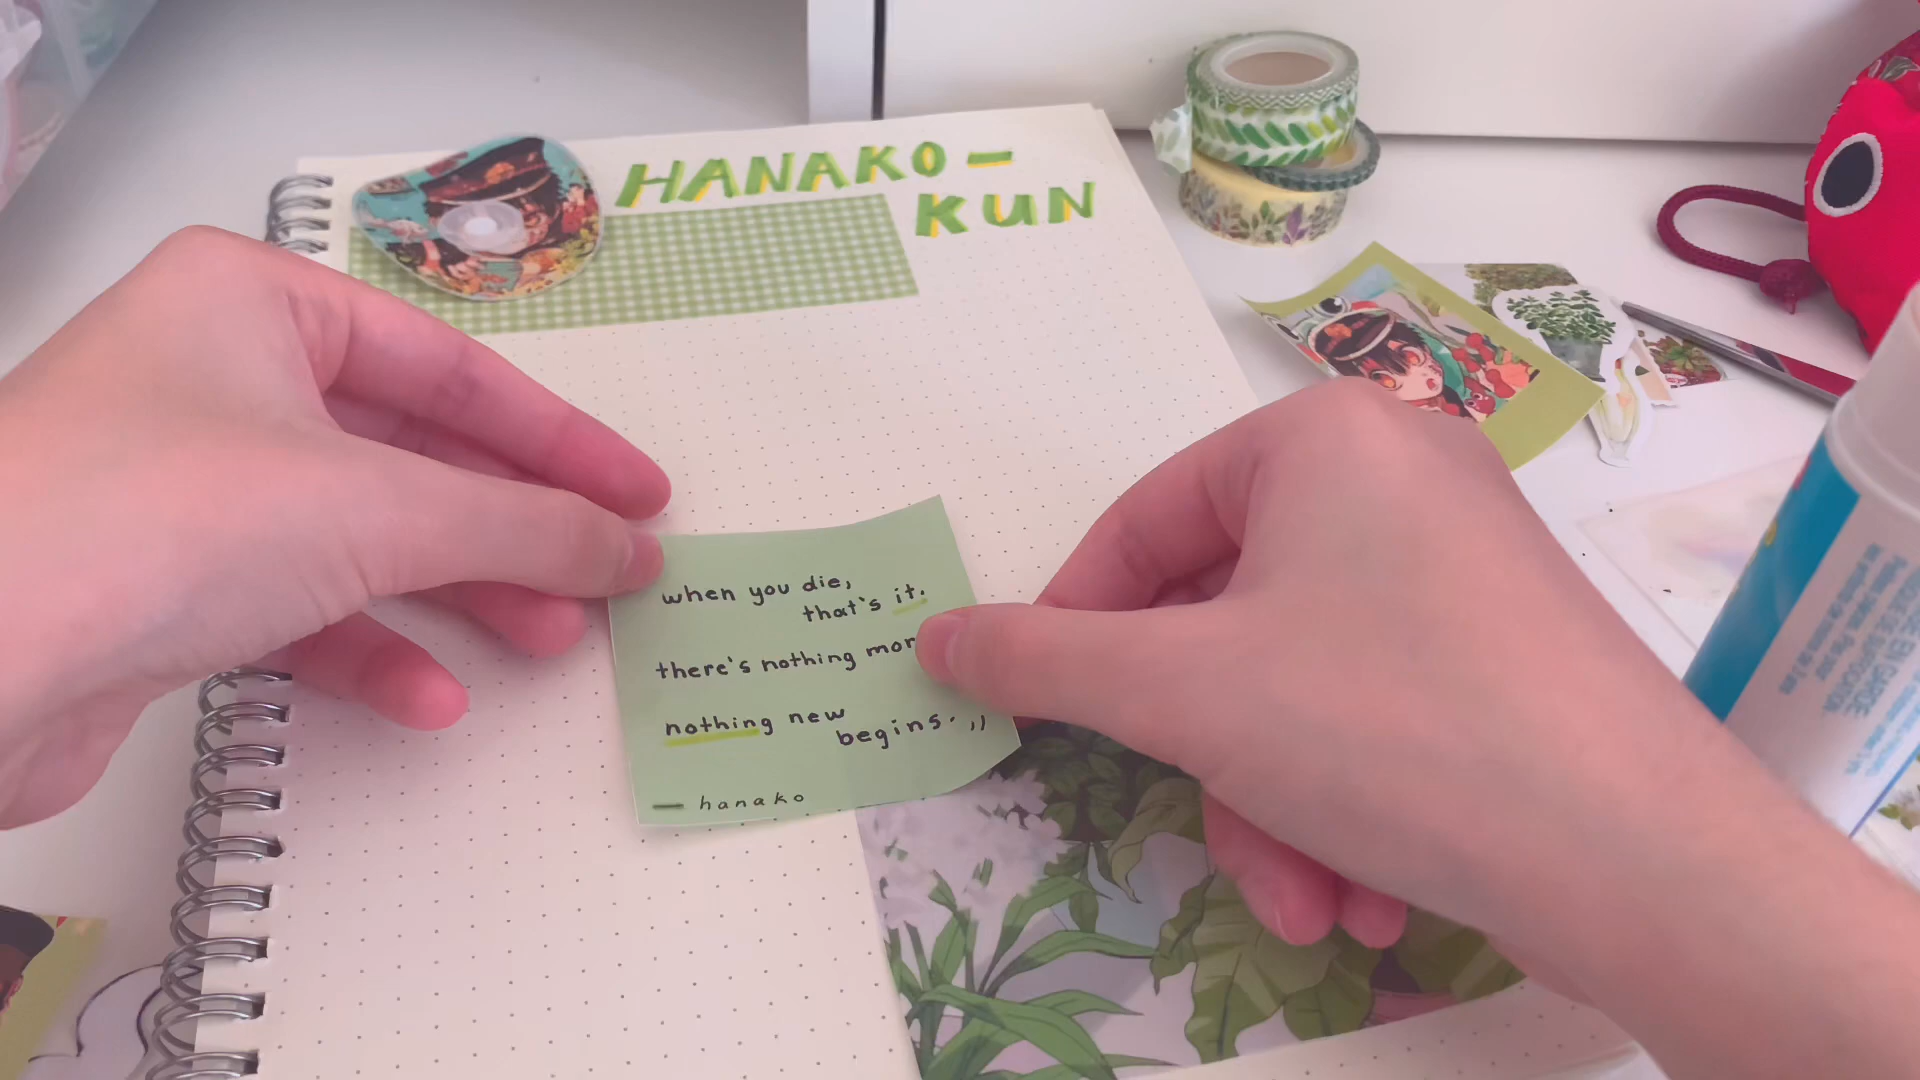 HANAKO-
KUN
when you die,
that's it.
there's nothing mor
nothing new
begins.,,
— hanako